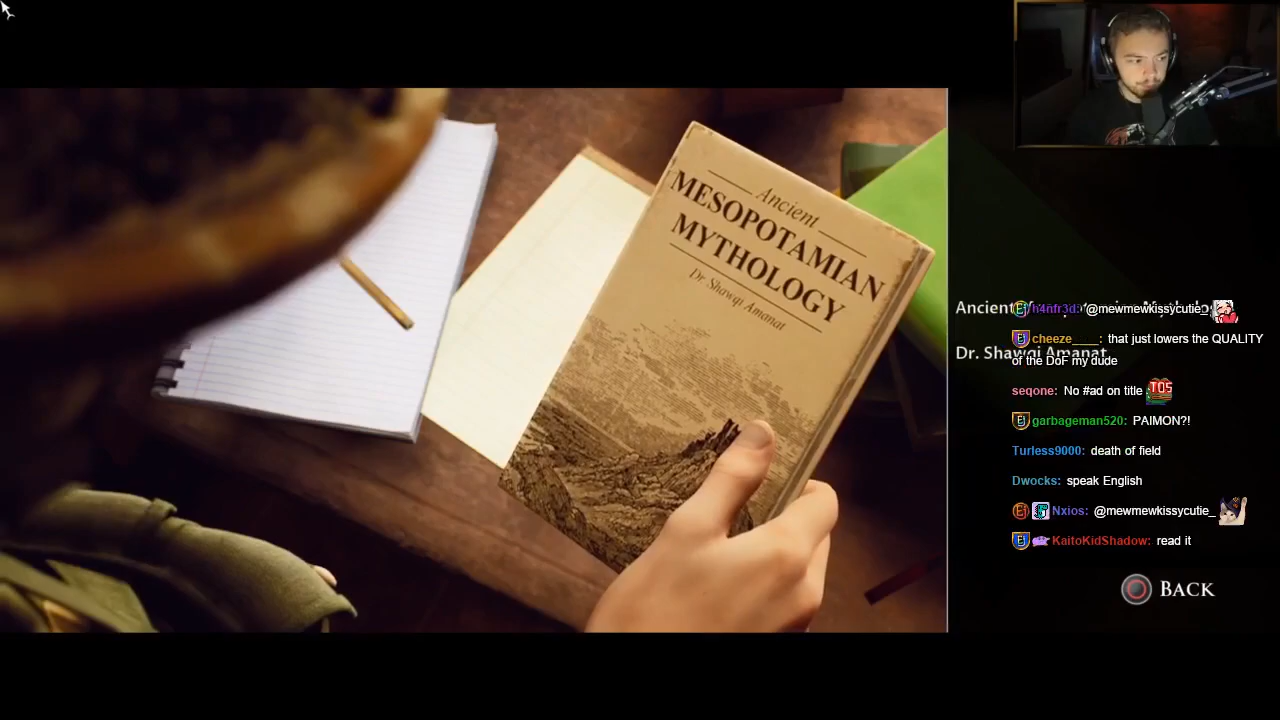 Ancient
MESOPOTAMIAN
MYTHOLOGY
Dr. Shawqi Amanat
Ancient
Dr. Shawqi Amanat
h4nfr3d: @mewmewkissycutie_
cheeze____: that just lowers the QUALITY
of the DoF my dude
seqone: No #ad on title TOS
garbageman520: PAIMON?!
Turless9000: death of field
Dwocks: speak English
Nxios: @mewmewkissycutie_
KaitoKidShadow: read it
BACK